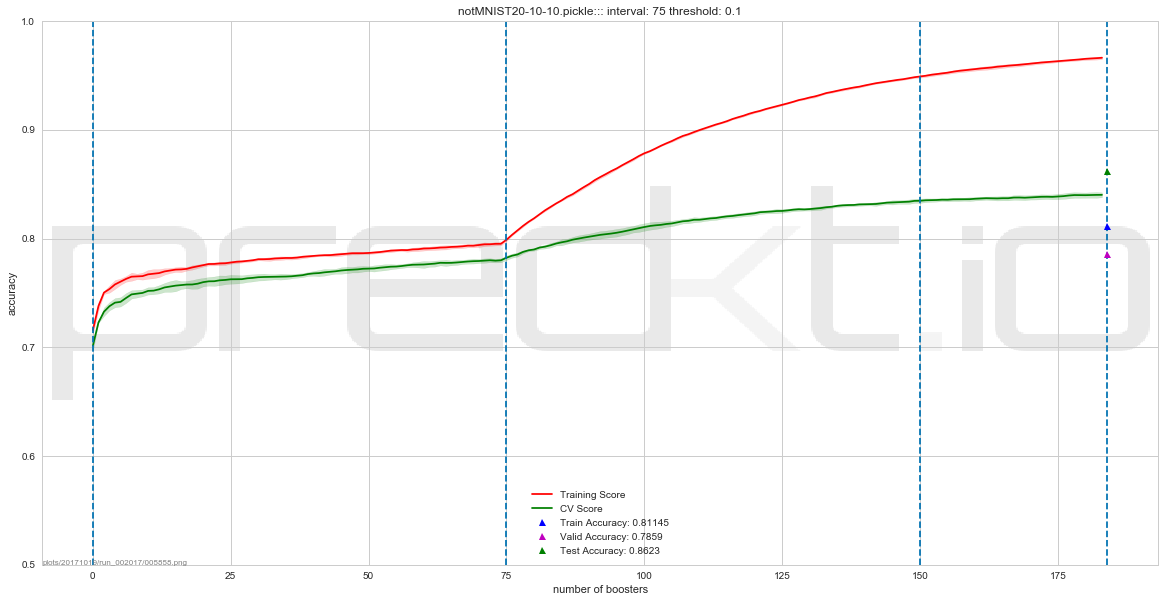 notMNIST20-10-10.pickle::: interval: 75 threshold: 0.1
1.0
0.9
0.8
0.7
0.6
0.5
accuracy
predkt.io
Training Score
CV Score
Train Accuracy: 0.81145
Valid Accuracy: 0.7859
Test Accuracy: 0.8623
0 25 50 75 100 125 150 175
number of boosters